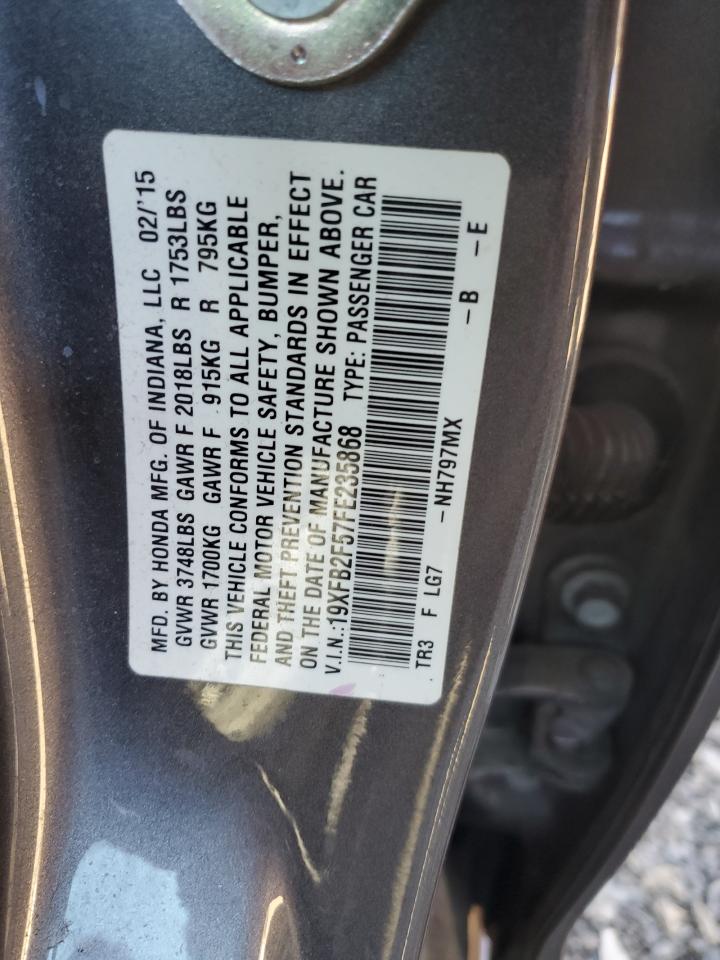 MFD. BY HONDA MFG. OF INDIANA, LLC 02/'15
GVWR 3748LBS GAWR F 2018LBS R 1753LBS
GVWR 1700KG GAWR F 915KG R 795KG
THIS VEHICLE CONFORMS TO ALL APPLICABLE
FEDERAL MOTOR VEHICLE SAFETY, BUMPER,
AND THEFT PREVENTION STANDARDS IN EFFECT
ON THE DATE OF MANUFACTURE SHOWN ABOVE.
V.I.N.:19XFB2F57FE235868 TYPE: PASSENGER CAR
TR3 F LG7 -NH797MX -B -E